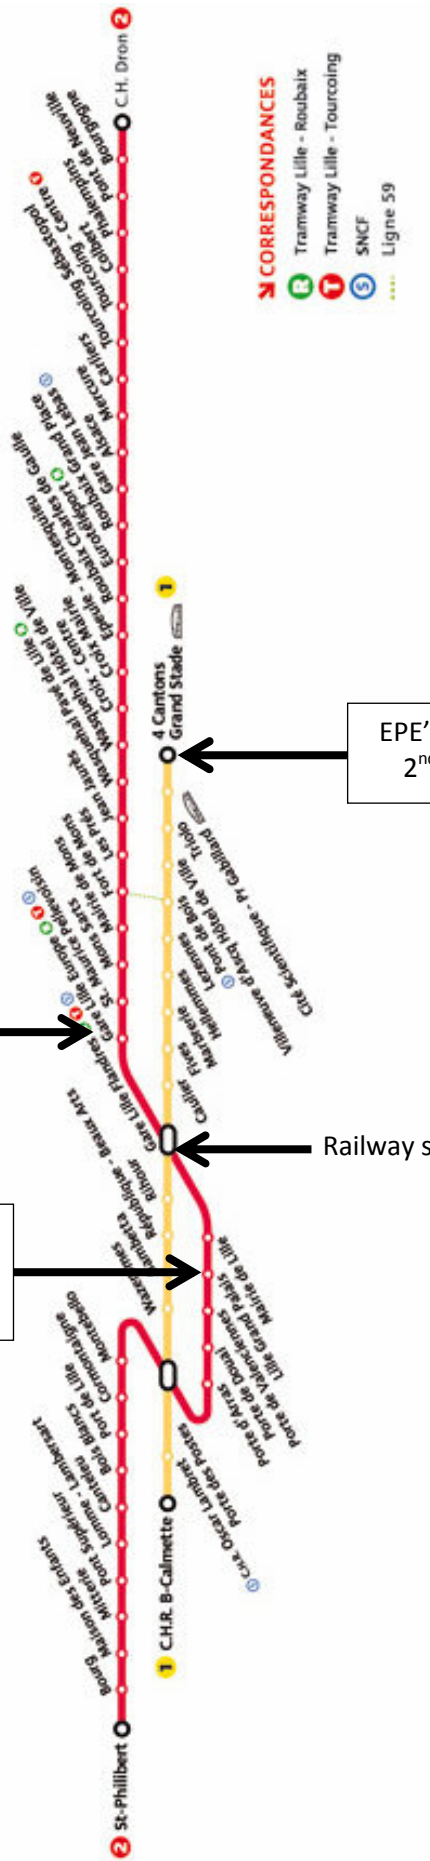 2 St-Philibert
Bourg
Maison des Enfants
Mitterie
Pont Supérieur
Lomme - Lambersart
Canteleu
Bois Blancs
Port de Lille
Cormontaigne
Montebello
Porte des Postes
Porte d'Arras
Porte de Douai
Porte de Valenciennes
Lille Grand Palais
Mairie de Lille
Gare Lille Flandres
Gare Lille Europe
St. Maurice Pellevoisin
Mons Sarts
Mairie de Mons
Fort de Mons
Les Prés
Jean Jaurès
Wasquehal Pavé de Lille
Wasquehal Hôtel de Ville
Croix - Centre
Croix Mairie
Epeule - Montesquieu
Roubaix Charles de Gaulle
Eurotéléport
Roubaix Grand Place
Gare Jean Lebas
Alsace
Mercure
Carliers
Tourcoing Sébastopol
Tourcoing - Centre
Colbert
Phalempins
Pont de Neuville
Bourgogne
C.H. Dron 2
1 C.H.R. B-Calmette
C.H.R. Oscar Lambret
Wazemmes
Gambetta
République - Beaux Arts
Rihour
Caulier
Fives
Marbrerie
Hellemmes
Lezennes
Pont de Bois
Villeneuve d'Ascq Hôtel de Ville
Triolo
Cité Scientifique - Pr Gabillard
4 Cantons
Grand Stade
1
CORRESPONDANCES
R Tramway Lille - Roubaix
T Tramway Lille - Tourcoing
S SNCF
Ligne 59
EPE'
2nd
Railway s